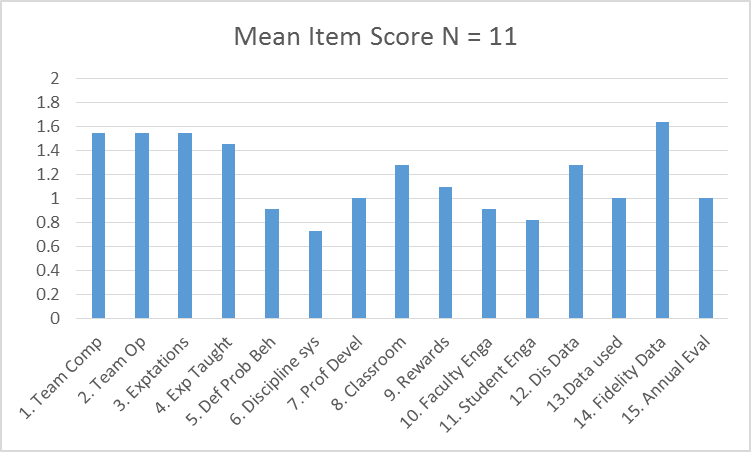 Mean Item Score N = 11
2
1.8
1.6
1.4
1.2
1
0.8
0.6
0.4
0.2
0
1. Team Comp
2. Team Op
3. Exptations
4. Exp Taught
5. Def Prob Beh
6. Discipline sys
7. Prof Devel
8. Classroom
9. Rewards
10. Faculty Enga
11. Student Enga
12. Dis Data
13.Data used
14. Fidelity Data
15. Annual Eval